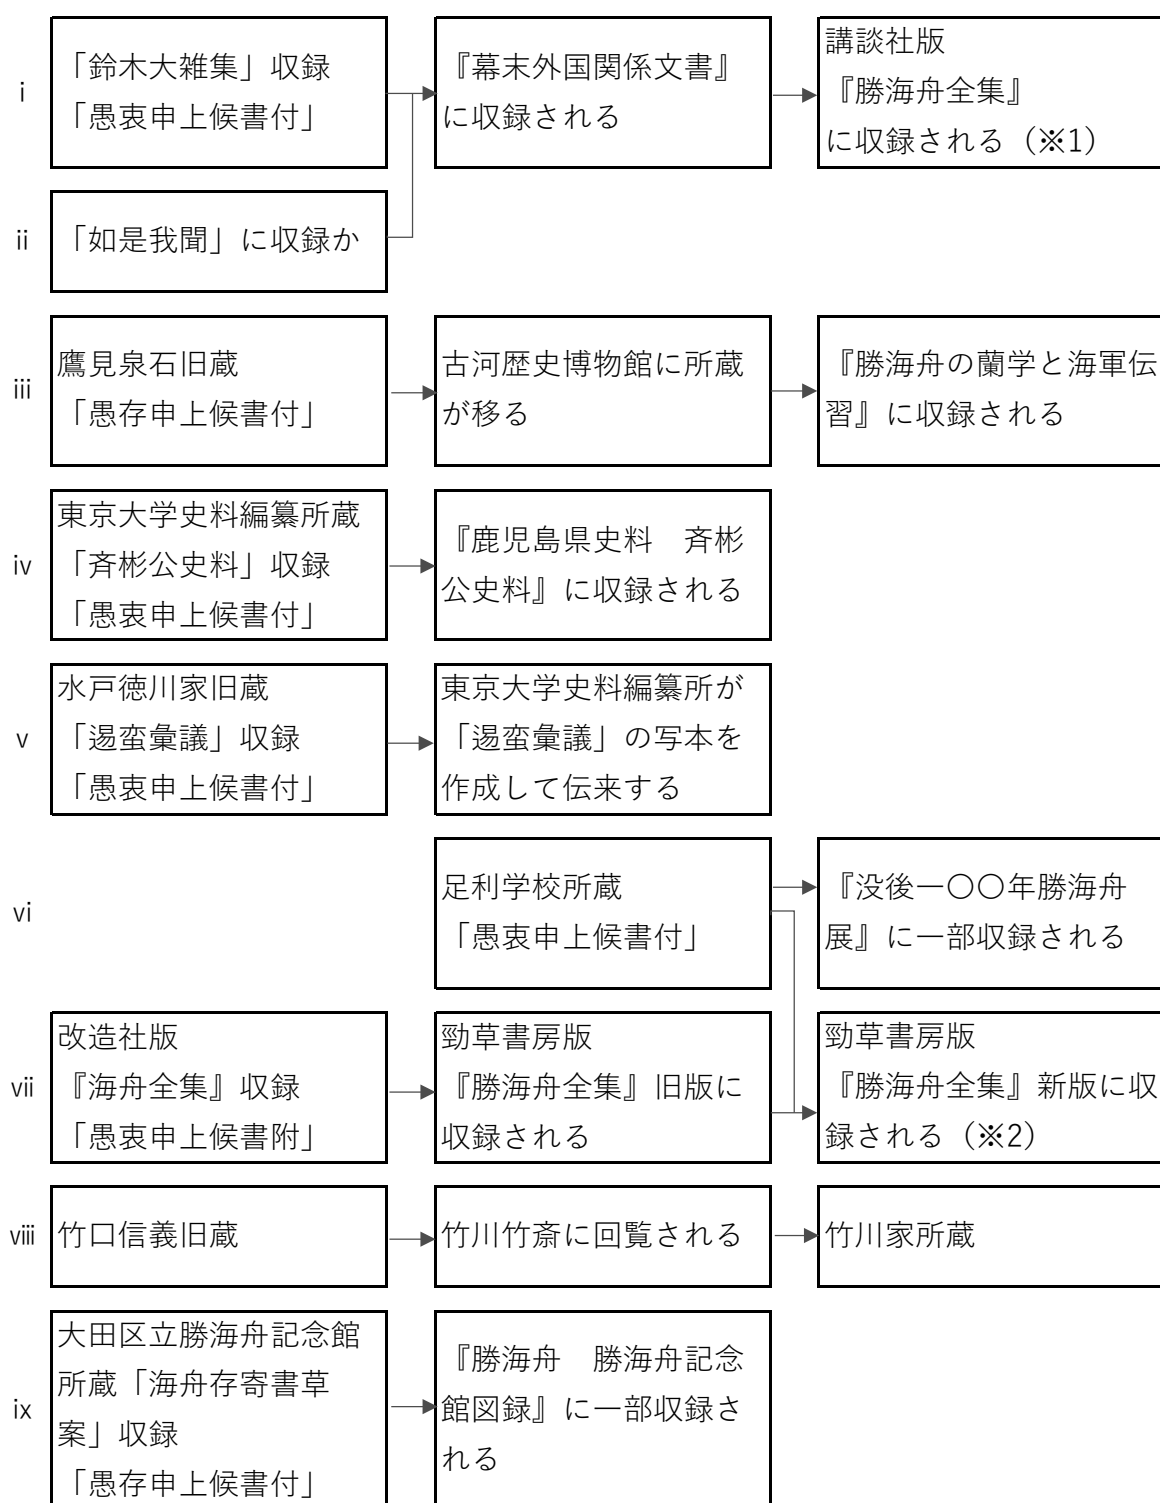 i
「鈴木大雑集」収録
「愚衷申上候書付」
『幕末外国関係文書』
に収録される
講談社版
『勝海舟全集』
に収録される（※1）
ii
「如是我聞」に収録か
iii
鷹見泉石旧蔵
「愚存申上候書付」
古河歴史博物館に所蔵
が移る
『勝海舟の蘭学と海軍伝
習』に収録される
iv
東京大学史料編纂所蔵
「斉彬公史料」収録
「愚衷申上候書付」
『鹿児島県史料　斉彬
公史料』に収録される
v
水戸徳川家旧蔵
「遏蛮彙議」収録
「愚衷申上候書付」
東京大学史料編纂所が
「遏蛮彙議」の写本を
作成して伝来する
vi
足利学校所蔵
「愚衷申上候書付」
『没後一〇〇年勝海舟
展』に一部収録される
vii
改造社版
『海舟全集』収録
「愚衷申上候書附」
勁草書房版
『勝海舟全集』旧版に
収録される
勁草書房版
『勝海舟全集』新版に収
録される（※2）
viii
竹口信義旧蔵
竹川竹斎に回覧される
竹川家所蔵
ix
大田区立勝海舟記念館
所蔵「海舟存寄書草
案」収録
「愚存申上候書付」
『勝海舟　勝海舟記念
館図録』に一部収録さ
れる